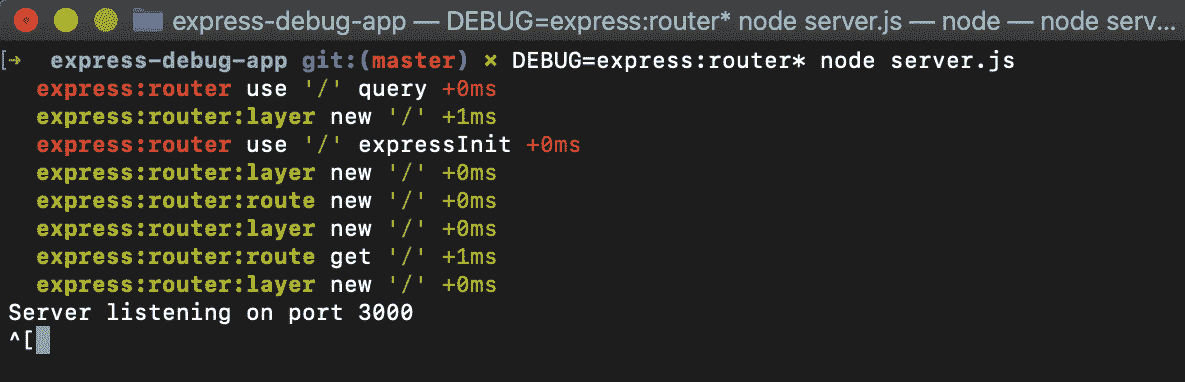 express-debug-app — DEBUG=express:router* node server.js — node — node serv...
[➜ express-debug-app git:(master) ✗ DEBUG=express:router* node server.js
express:router use '/' query +0ms
express:router:layer new '/' +1ms
express:router use '/' expressInit +0ms
express:router:layer new '/' +0ms
express:router:route new '/' +0ms
express:router:layer new '/' +0ms
express:router:route get '/' +1ms
express:router:layer new '/' +0ms
Server listening on port 3000
^[